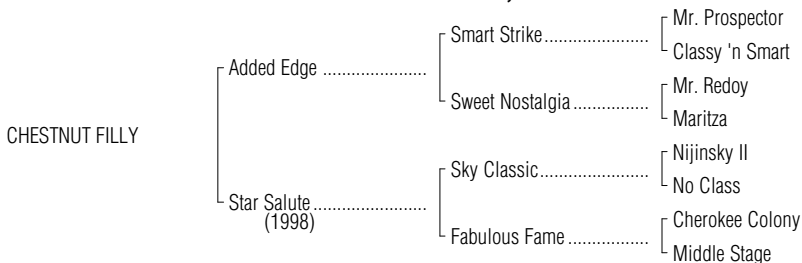 Mr. Prospector
Smart Strike......................
Classy 'n Smart
Added Edge ......................
Mr. Redoy
Sweet Nostalgia................
Maritza
CHESTNUT FILLY
Nijinsky II
Sky Classic.......................
No Class
Star Salute........................
(1998)
Cherokee Colony
Fabulous Fame .................
Middle Stage